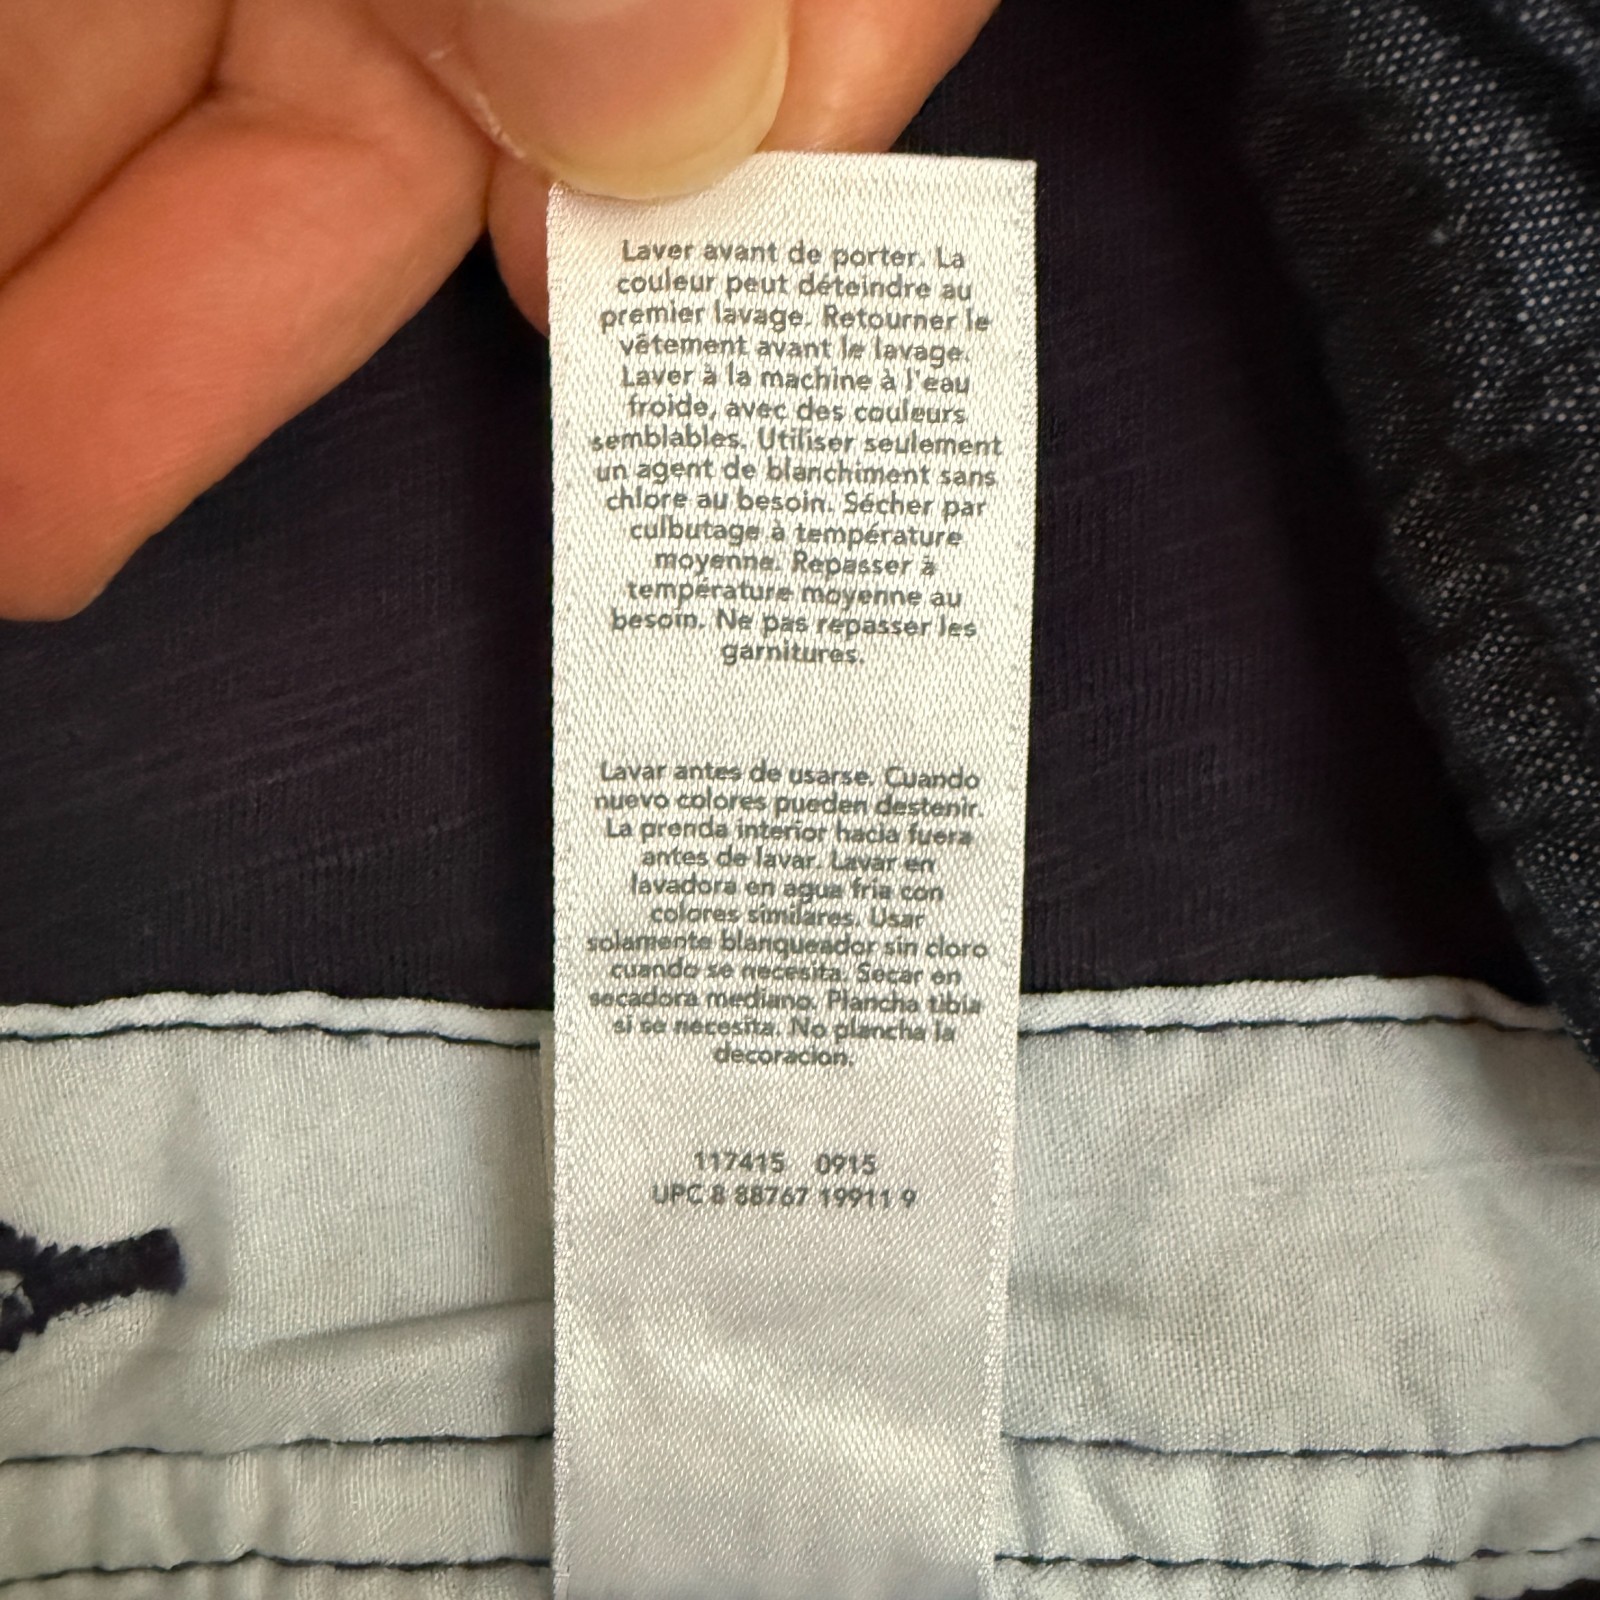 Laver avant de porter. La
couleur peut déteindre au
premier lavage. Retourner le
vêtement avant le lavage.
Laver à la machine à l'eau
froide, avec des couleurs
semblables. Utiliser seulement
un agent de blanchiment sans
chlore au besoin. Sécher par
culbutage à température
moyenne. Repasser à
température moyenne au
besoin. Ne pas repasser les
garnitures.
Lavar antes de usarse. Cuando
nuevo colores pueden destenir.
La prenda interior hacia fuera
antes de lavar. Lavar en
lavadora en agua fria con
colores similares. Usar
solamente blanqueador sin cloro
cuando se necesita. Secar en
secadora mediano. Plancha tibia
si se necesita. No plancha la
decoracion.
117415 0915
UPC 8 88767 19911 9